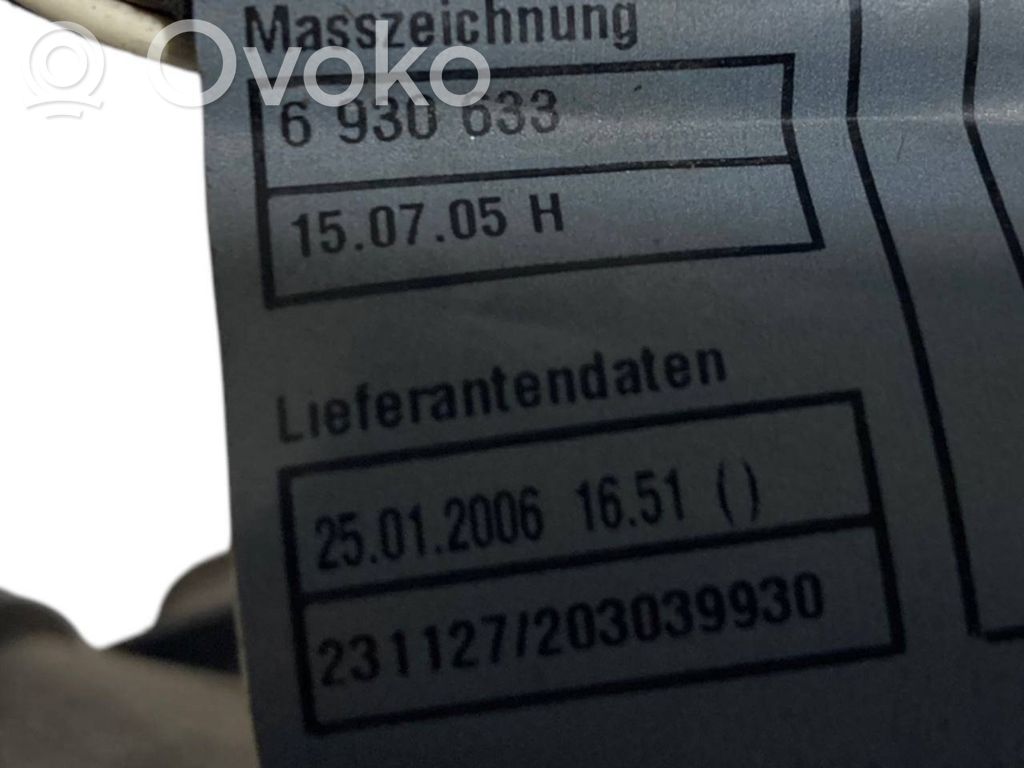 Masszeichnung
Ovoko
6 930 633
15.07.05 H
Lieferantendaten
25.01.2006 16.51 ()
231127/203039930